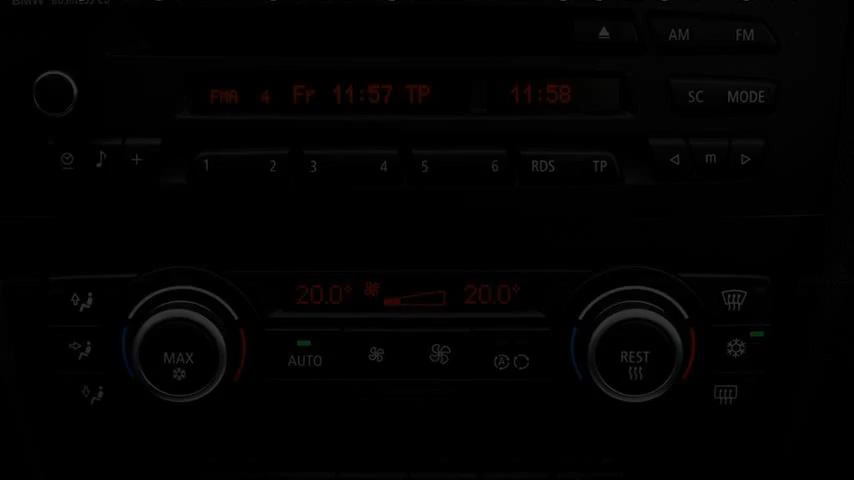 BMW
AM FM
FMA 4 Fr 11:57 TP 11:58
SC MODE
+ 1 2 3 4 5 6 RDS TP m
20.0° 20.0°
MAX AUTO A REST